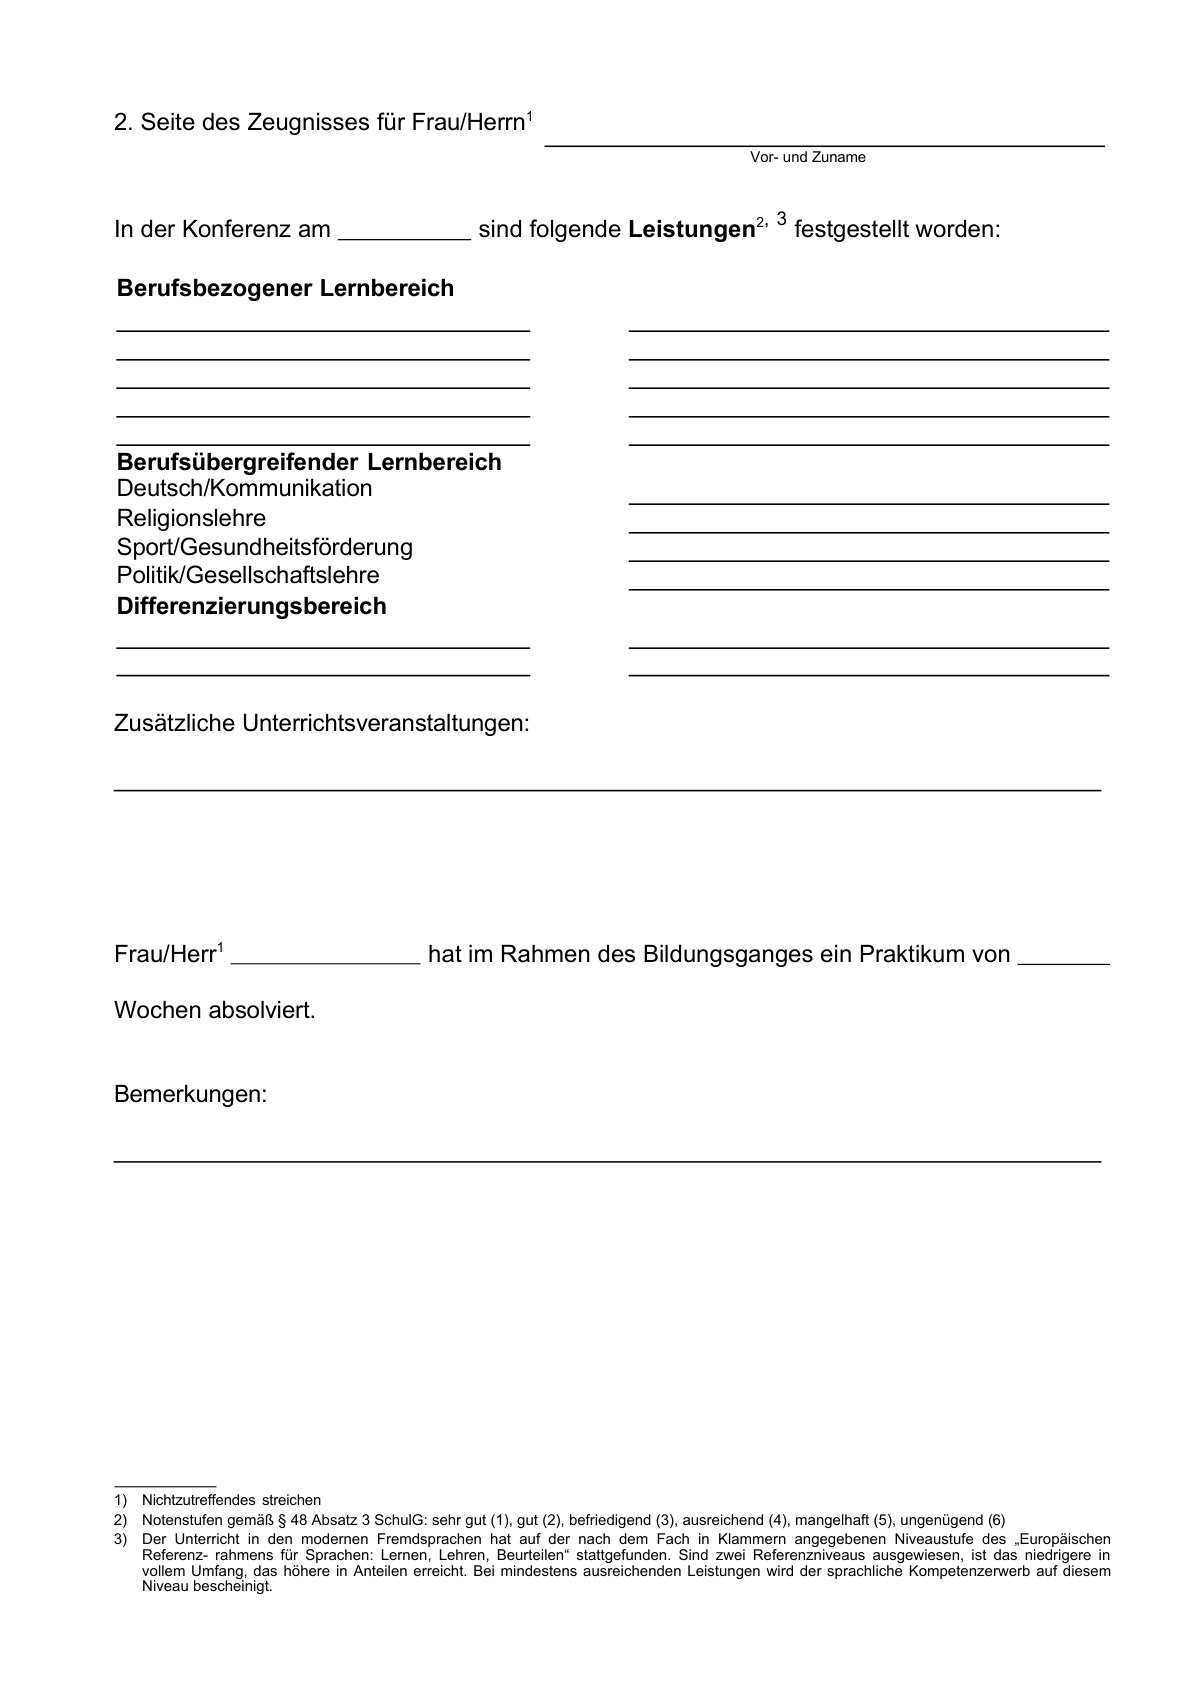 2. Seite des Zeugnisses für Frau/Herrn1
Vor- und Zuname
In der Konferenz am __________ sind folgende Leistungen2, 3 festgestellt worden:
Berufsbezogener Lernbereich
Berufsübergreifender Lernbereich
Deutsch/Kommunikation
Religionslehre
Sport/Gesundheitsförderung
Politik/Gesellschaftslehre
Differenzierungsbereich
Zusätzliche Unterrichtsveranstaltungen:
Frau/Herr1 ______________ hat im Rahmen des Bildungsganges ein Praktikum von _______
Wochen absolviert.
Bemerkungen:
1) Nichtzutreffendes streichen
2) Notenstufen gemäß § 48 Absatz 3 SchulG: sehr gut (1), gut (2), befriedigend (3), ausreichend (4), mangelhaft (5), ungenügend (6)
3) Der Unterricht in den modernen Fremdsprachen hat auf der nach dem Fach in Klammern angegebenen Niveaustufe des „Europäischen
Referenz- rahmens für Sprachen: Lernen, Lehren, Beurteilen“ stattgefunden. Sind zwei Referenzniveaus ausgewiesen, ist das niedrigere in
vollem Umfang, das höhere in Anteilen erreicht. Bei mindestens ausreichenden Leistungen wird der sprachliche Kompetenzerwerb auf diesem
Niveau bescheinigt.